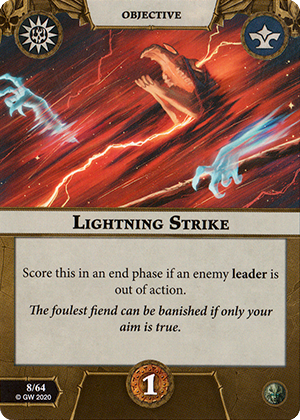 OBJECTIVE
LIGHTNING STRIKE
Score this in an end phase if an enemy leader is
out of action.
The foulest fiend can be banished if only your
aim is true.
8/64
© GW 2020
1